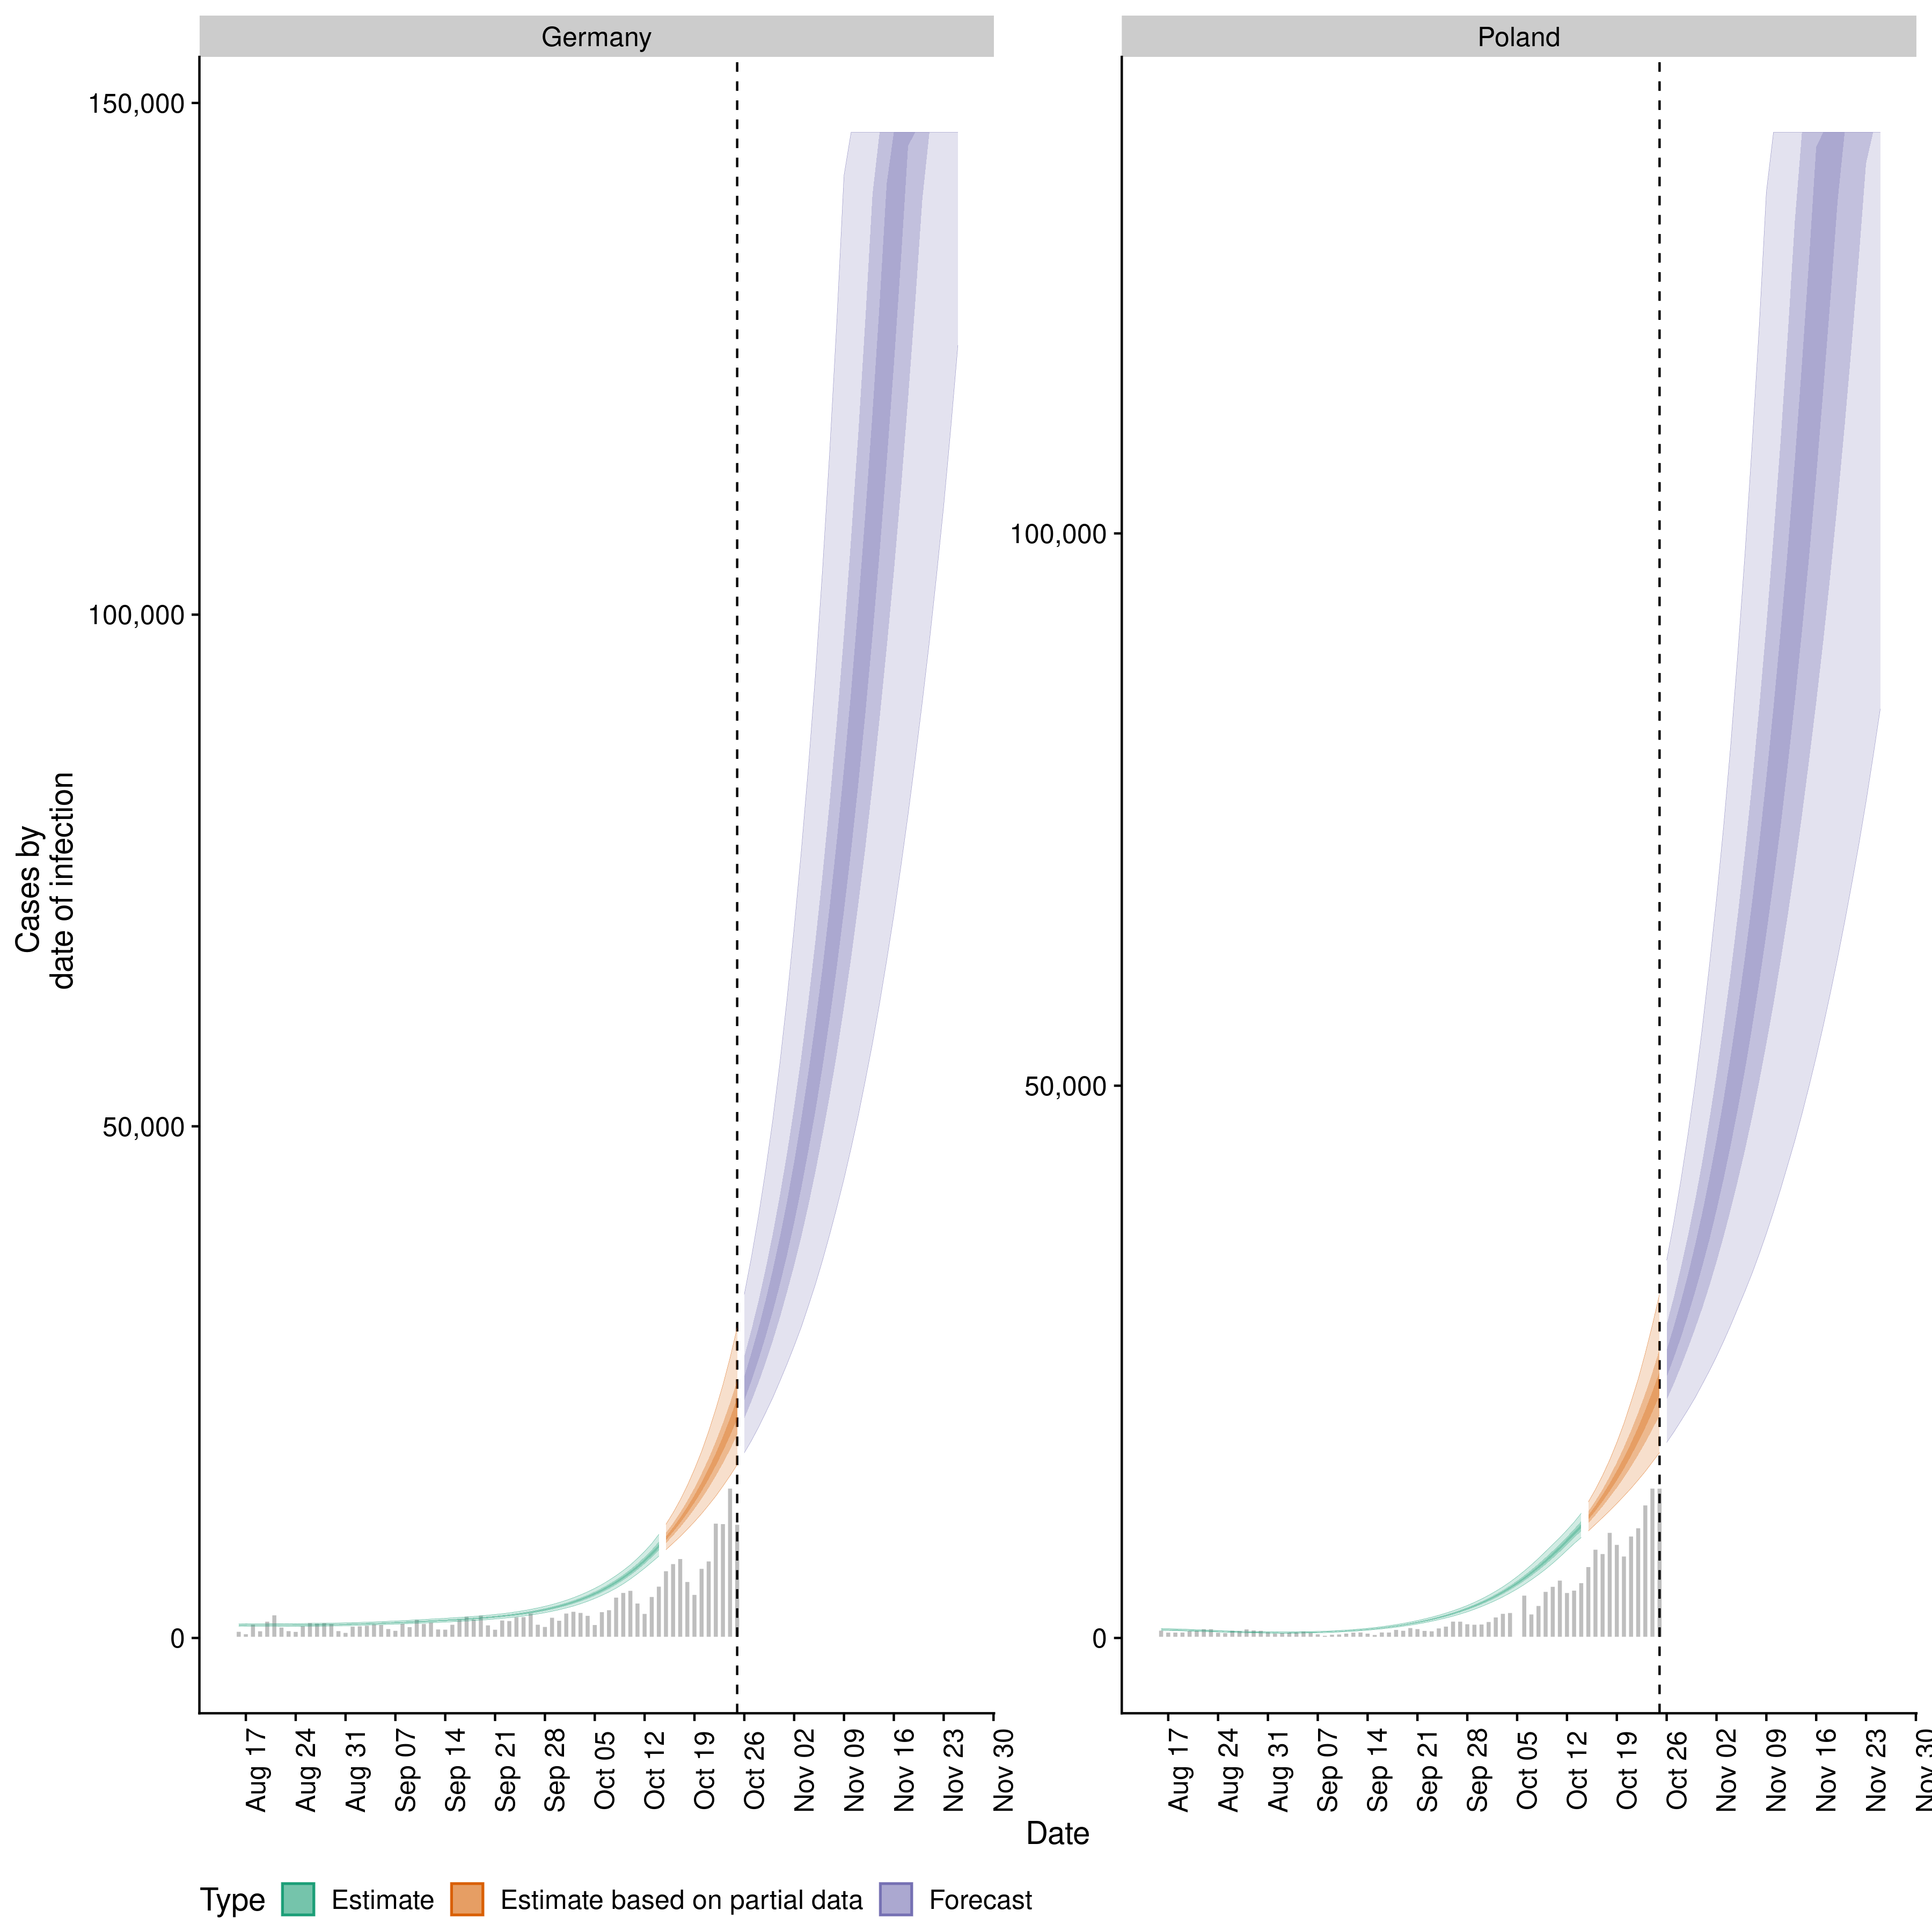 Germany
Poland
150,000
100,000
50,000
0
100,000
50,000
0
Cases by
date of infection
Aug 17
Aug 24
Aug 31
Sep 07
Sep 14
Sep 21
Sep 28
Oct 05
Oct 12
Oct 19
Oct 26
Nov 02
Nov 09
Nov 16
Nov 23
Nov 30
Aug 17
Aug 24
Aug 31
Sep 07
Sep 14
Sep 21
Sep 28
Oct 05
Oct 12
Oct 19
Oct 26
Nov 02
Nov 09
Nov 16
Nov 23
Nov 30
Date
Type
Estimate
Estimate based on partial data
Forecast